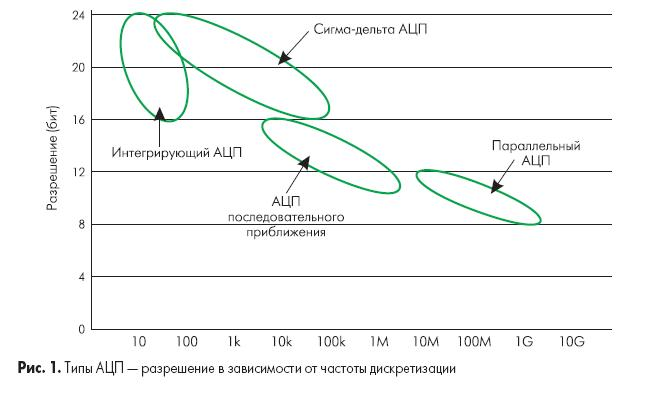 24
Сигма-дельта АЦП
20
16
Разрешение (бит)
Интегрирующий АЦП
Параллельный
АЦП
12
АЦП
последовательного
приближения
8
4
0
10 100 1k 10k 100k 1M 10M 100M 1G 10G
Рис. 1. Типы АЦП — разрешение в зависимости от частоты дискретизации